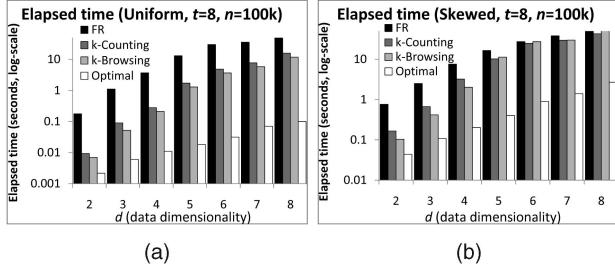 Elapsed time (Uniform, t=8, n=100k)
Elapsed time (seconds, log-scale)
10
1
0.1
0.01
0.001
FR
k-Counting
k-Browsing
Optimal
2 3 4 5 6 7 8
d (data dimensionality)
(a)
Elapsed time (Skewed, t=8, n=100k)
Elapsed time (seconds, log-scale)
10
1
0.1
0.01
FR
k-Counting
k-Browsing
Optimal
2 3 4 5 6 7 8
d (data dimensionality)
(b)